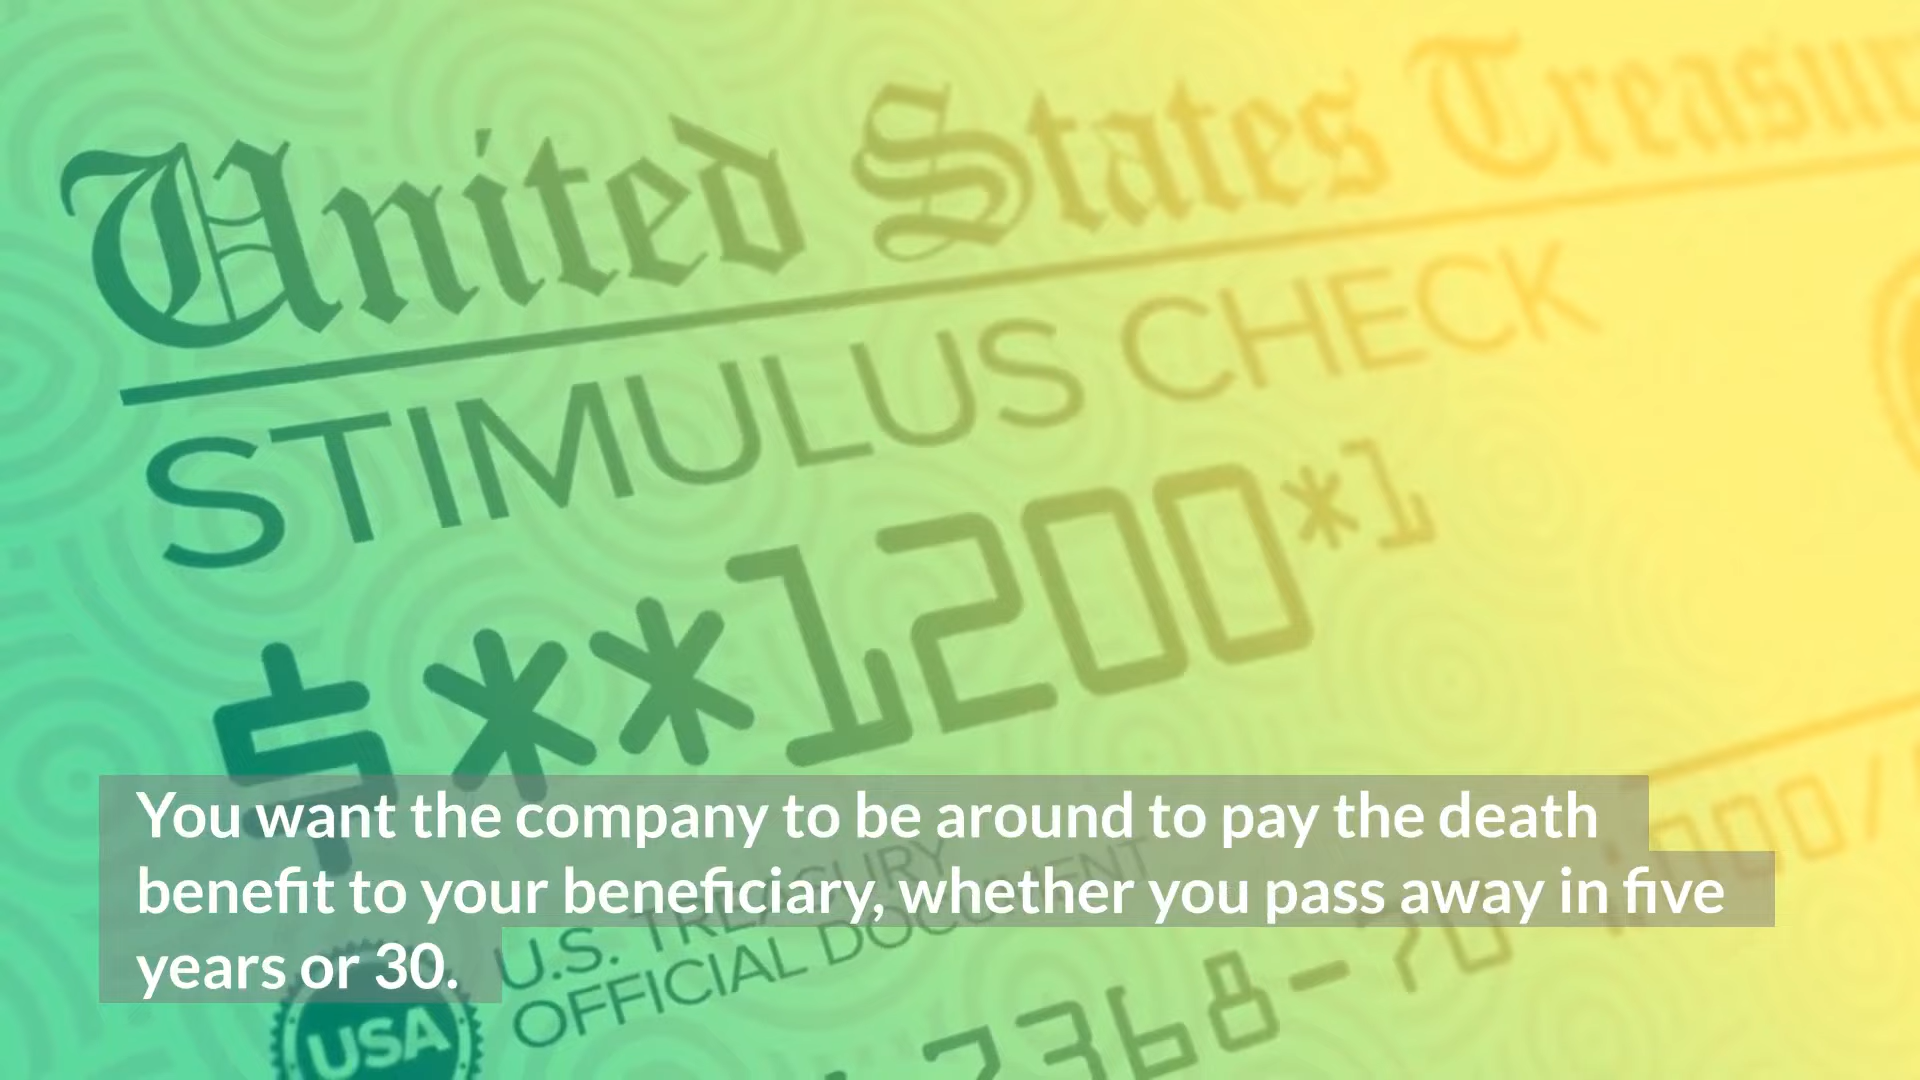 United States Treasur
STIMULUS CHECK
$**1200*1
You want the company to be around to pay the death
benefit to your beneficiary, whether you pass away in five
years or 30.
U.S. TREASURY
OFFICIAL DOCUMENT
USA